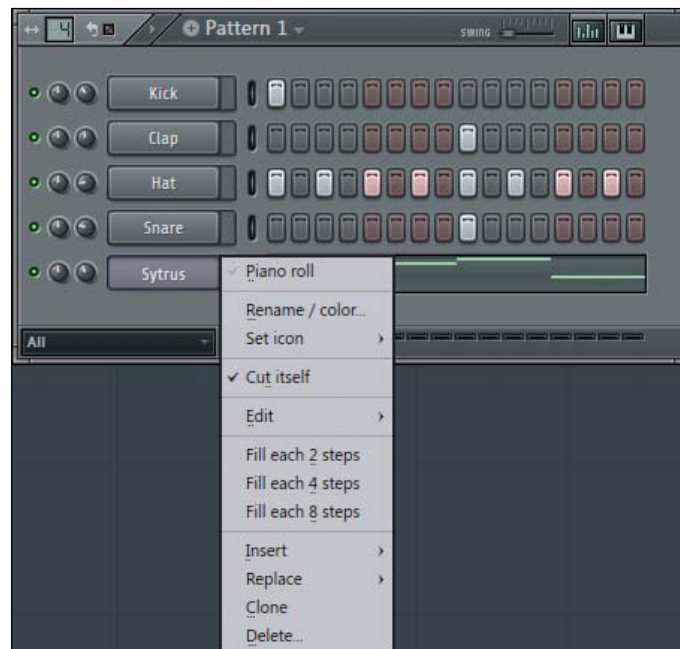 4 Pattern 1 SWING
Kick
Clap
Hat
Snare
Sytrus
All
Piano roll
Rename / color...
Set icon
Cut itself
Edit
Fill each 2 steps
Fill each 4 steps
Fill each 8 steps
Insert
Replace
Clone
Delete...